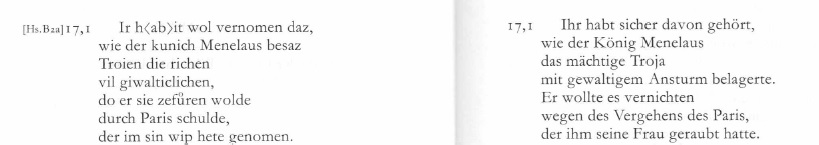 [Hs.B2a]17,1 Ir h⟨ab⟩it wol vernomen daz,
wie der kunich Menelaus besaz
Troien die richen
vil giwalticlichen,
do er sie zefůren wolde
durch Paris schulde,
der im sin wip hete genomen.
17,1 Ihr habt sicher davon gehört,
wie der König Menelaus
das mächtige Troja
mit gewaltigem Ansturm belagerte.
Er wollte es vernichten
wegen des Vergehens des Paris,
der ihm seine Frau geraubt hatte.